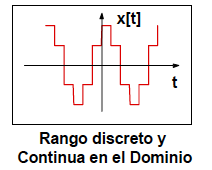 x[t]
t
Rango discreto y
Continua en el Dominio